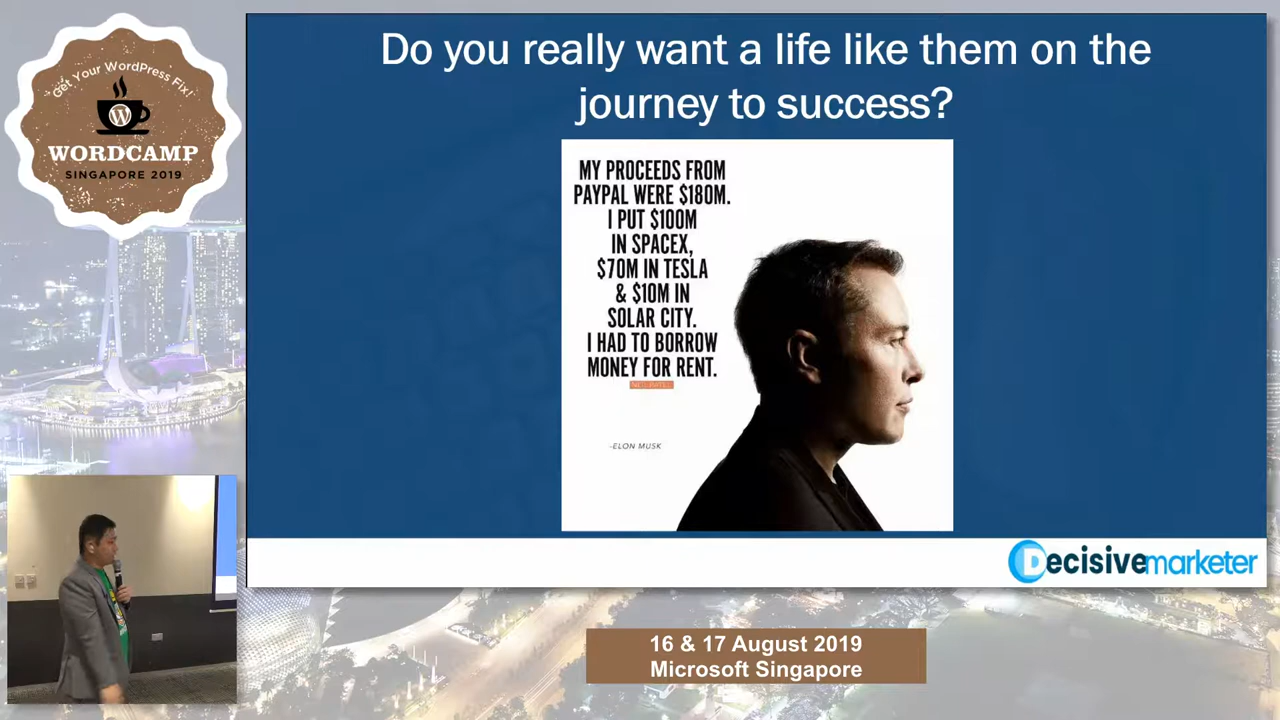 Get Your WordPress Fix!
WORDCAMP
SINGAPORE 2019
Do you really want a life like them on the
journey to success?
MY PROCEEDS FROM
PAYPAL WERE $180M.
I PUT $100M
IN SPACEX,
$70M IN TESLA
& $10M IN
SOLAR CITY.
I HAD TO BORROW
MONEY FOR RENT.
-ELON MUSK
Decisivemarketer
16 & 17 August 2019
Microsoft Singapore